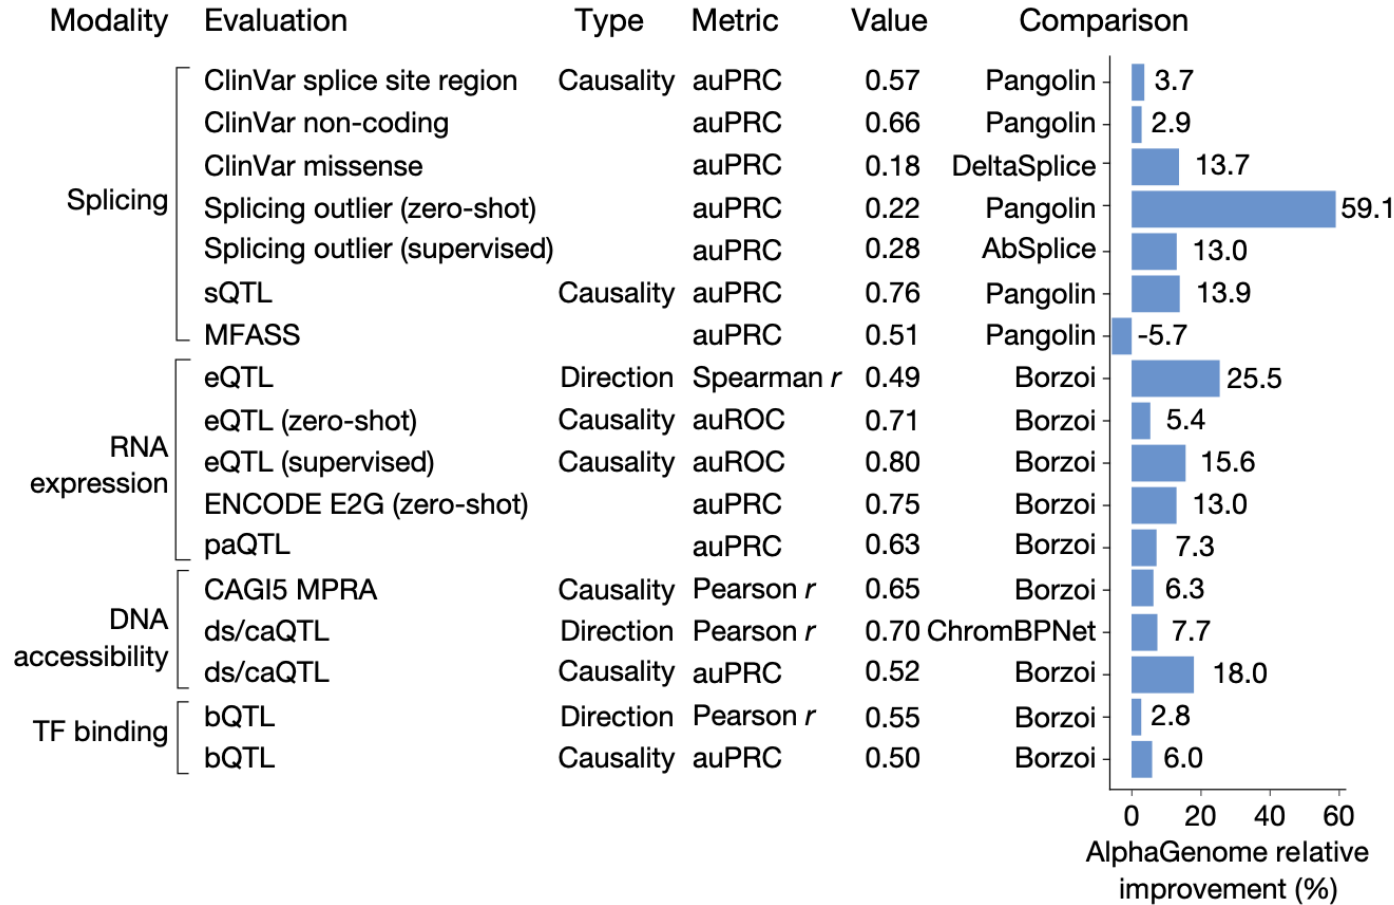 Modality Evaluation Type Metric Value Comparison
ClinVar splice site region Causality auPRC 0.57 Pangolin 3.7
ClinVar non-coding auPRC 0.66 Pangolin 2.9
ClinVar missense auPRC 0.18 DeltaSplice 13.7
Splicing
Splicing outlier (zero-shot) auPRC 0.22 Pangolin 59.1
Splicing outlier (supervised) auPRC 0.28 AbSplice 13.0
sQTL Causality auPRC 0.76 Pangolin 13.9
MFASS auPRC 0.51 Pangolin -5.7
eQTL Direction Spearman r 0.49 Borzoi 25.5
eQTL (zero-shot) Causality auROC 0.71 Borzoi 5.4
RNA
expression
eQTL (supervised) Causality auROC 0.80 Borzoi 15.6
ENCODE E2G (zero-shot) auPRC 0.75 Borzoi 13.0
paQTL auPRC 0.63 Borzoi 7.3
CAGI5 MPRA Causality Pearson r 0.65 Borzoi 6.3
DNA
accessibility
ds/caQTL Direction Pearson r 0.70 ChromBPNet 7.7
ds/caQTL Causality auPRC 0.52 Borzoi 18.0
TF binding
bQTL Direction Pearson r 0.55 Borzoi 2.8
bQTL Causality auPRC 0.50 Borzoi 6.0
0 20 40 60
AlphaGenome relative
improvement (%)